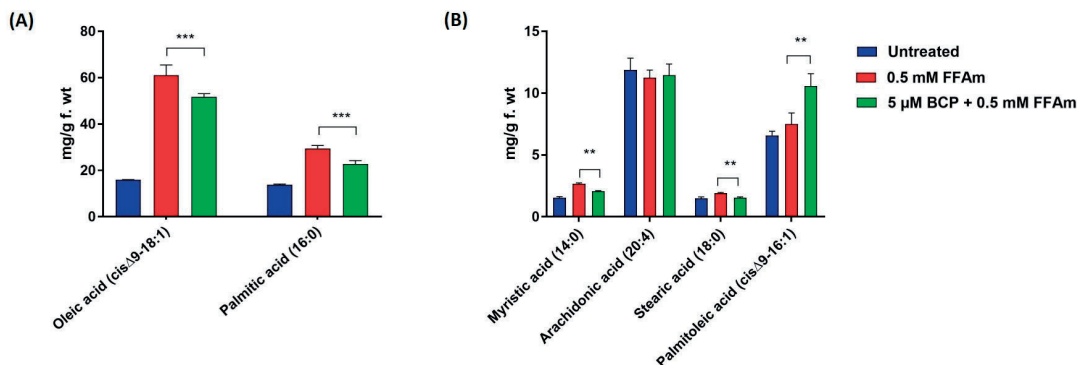 (A)
mg/g f. wt
80
60
40
20
0
***
***
Oleic acid (cisΔ9-18:1)
Palmitic acid (16:0)
(B)
mg/g f. wt
15
10
5
0
**
**
**
Myristic acid (14:0)
Arachidonic acid (20:4)
Stearic acid (18:0)
Palmitoleic acid (cisΔ9-16:1)
Untreated
0.5 mM FFAm
5 µM BCP + 0.5 mM FFAm